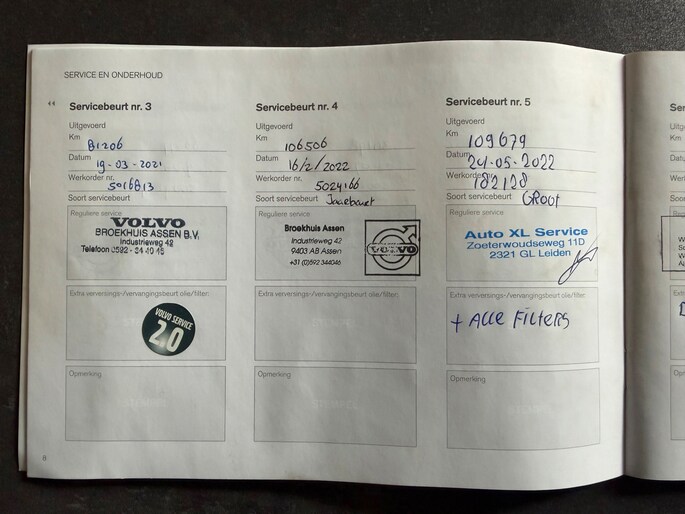 SERVICE EN ONDERHOUD
Servicebeurt nr. 3
Uitgevoerd
Km 81206
Datum 19-03-2021
Werkorder nr. 5016813
Soort servicebeurt
Reguliere service
VOLVO
BROEKHUIS ASSEN B.V.
Industrieweg 42
Telefoon 0592 - 34 40 46
Extra verversings-/vervangingsbeurt olie/filter:
VOLVO SERVICE
2.0
Opmerking
Servicebeurt nr. 4
Uitgevoerd
Km 106506
Datum 16/2/2022
Werkorder nr. 5024166
Soort servicebeurt Jaarbeurt
Reguliere service
Broekhuis Assen
Industrieweg 42
9403 AB Assen
+31 (0)592 344046
VOLVO
Extra verversings-/vervangingsbeurt olie/filter:
Opmerking
Servicebeurt nr. 5
Uitgevoerd
Km 109679
Datum 24-05-2022
Werkorder nr. 182128
Soort servicebeurt GROOT
Reguliere service
Auto XL Service
Zoeterwoudseweg 11D
2321 GL Leiden
Extra verversings-/vervangingsbeurt olie/filter:
+ ALLE FILTERS
Opmerking
8